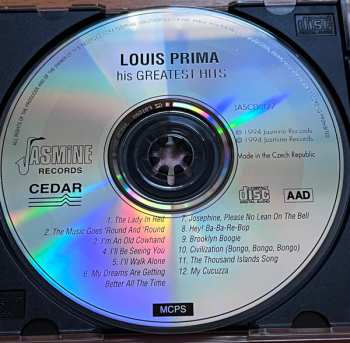 LOUIS PRIMA
his GREATEST HITS
℗ 1994 Jasmine Records
© 1994 Jasmine Records
Made in the Czech Republic
JASMINE
RECORDS
CEDAR
COMPACT
disc
DIGITAL AUDIO
AAD
1. The Lady In Red
2. The Music Goes 'Round And 'Round
3. I'm An Old Cowhand
4. I'll Be Seeing You
5. I'll Walk Alone
6. My Dreams Are Getting
Better All The Time
7. Josephine, Please No Lean On The Bell
8. Hey! Ba-Ba-Re-Bop
9. Brooklyn Boogie
10. Civilization (Bongo, Bongo, Bongo)
11. The Thousand Islands Song
12. My Cucuzza
MCPS